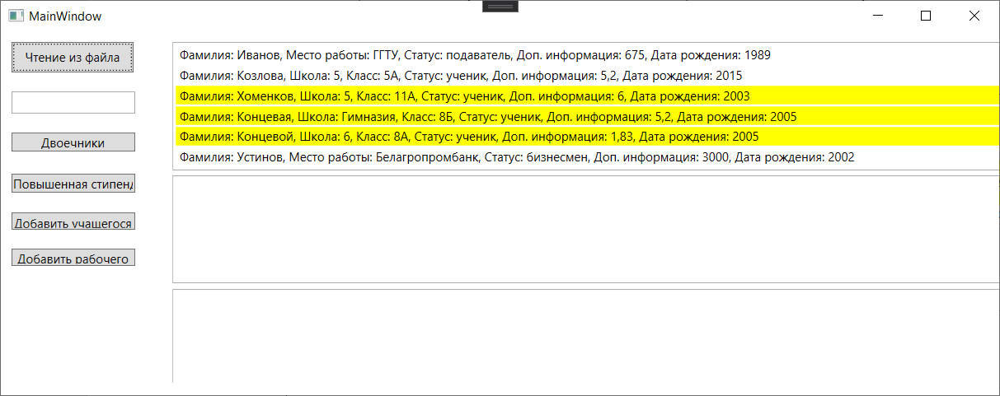 MainWindow
Чтение из файла
Двоечники
Повышенная стипенд
Добавить учащегося
Добавить рабочего
Фамилия: Иванов, Место работы: ГГТУ, Статус: подаватель, Доп. информация: 675, Дата рождения: 1989
Фамилия: Козлова, Школа: 5, Класс: 5А, Статус: ученик, Доп. информация: 5,2, Дата рождения: 2015
Фамилия: Хоменков, Школа: 5, Класс: 11А, Статус: ученик, Доп. информация: 6, Дата рождения: 2003
Фамилия: Концевая, Школа: Гимназия, Класс: 8Б, Статус: ученик, Доп. информация: 5,2, Дата рождения: 2005
Фамилия: Концевой, Школа: 6, Класс: 8А, Статус: ученик, Доп. информация: 1,83, Дата рождения: 2005
Фамилия: Устинов, Место работы: Белагропромбанк, Статус: бизнесмен, Доп. информация: 3000, Дата рождения: 2002